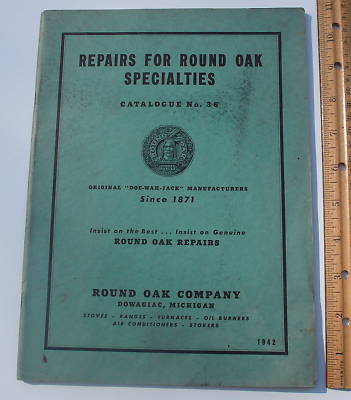 REPAIRS FOR ROUND OAK
SPECIALTIES
CATALOGUE No. 36
ROUND OAK
ORIGINAL "DOE-WAH-JACK" MANUFACTURERS
Since 1871
Insist on the Best . . . Insist on Genuine
ROUND OAK REPAIRS
ROUND OAK COMPANY
DOWAGIAC, MICHIGAN
STOVES - RANGES - FURNACES - OIL BURNERS
AIR CONDITIONERS - STOKERS
1942